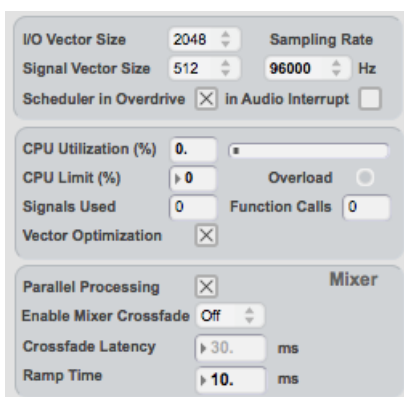 I/O Vector Size 2048 Sampling Rate
Signal Vector Size 512 96000 Hz
Scheduler in Overdrive in Audio Interrupt
CPU Utilization (%) 0.
CPU Limit (%) 0 Overload
Signals Used 0 Function Calls 0
Vector Optimization
Parallel Processing Mixer
Enable Mixer Crossfade Off
Crossfade Latency 30. ms
Ramp Time 10. ms